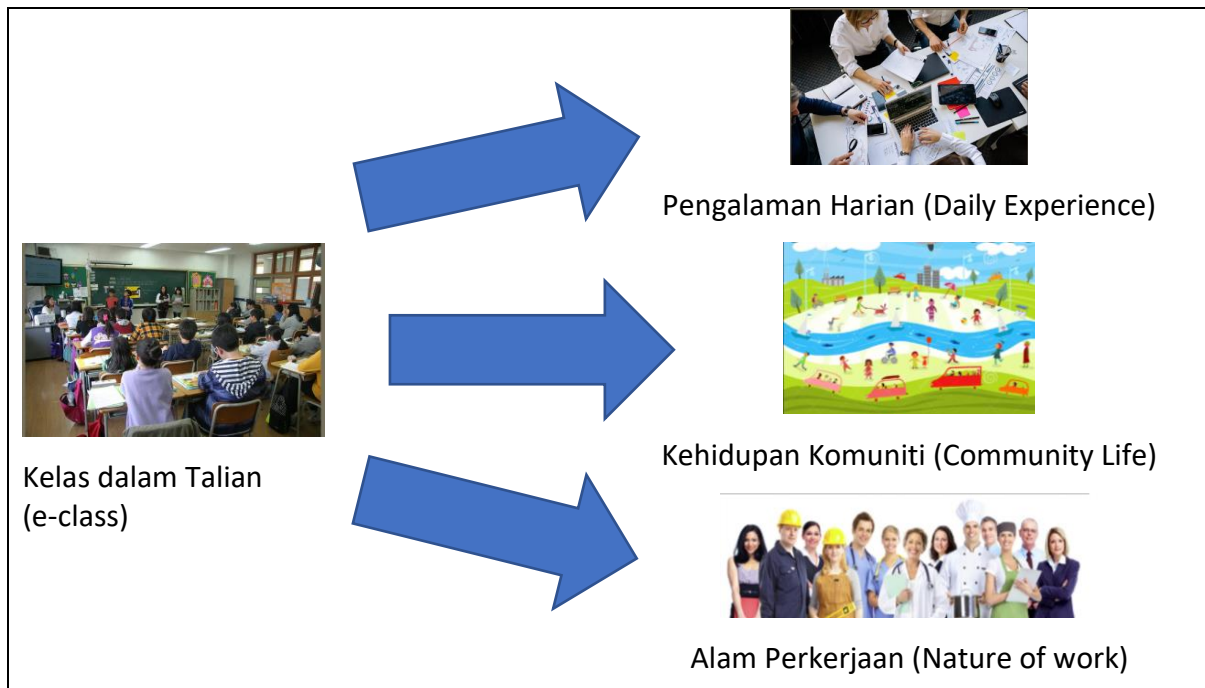 Pengalaman Harian (Daily Experience)
Kelas dalam Talian
(e-class)
Kehidupan Komuniti (Community Life)
Alam Perkerjaan (Nature of work)